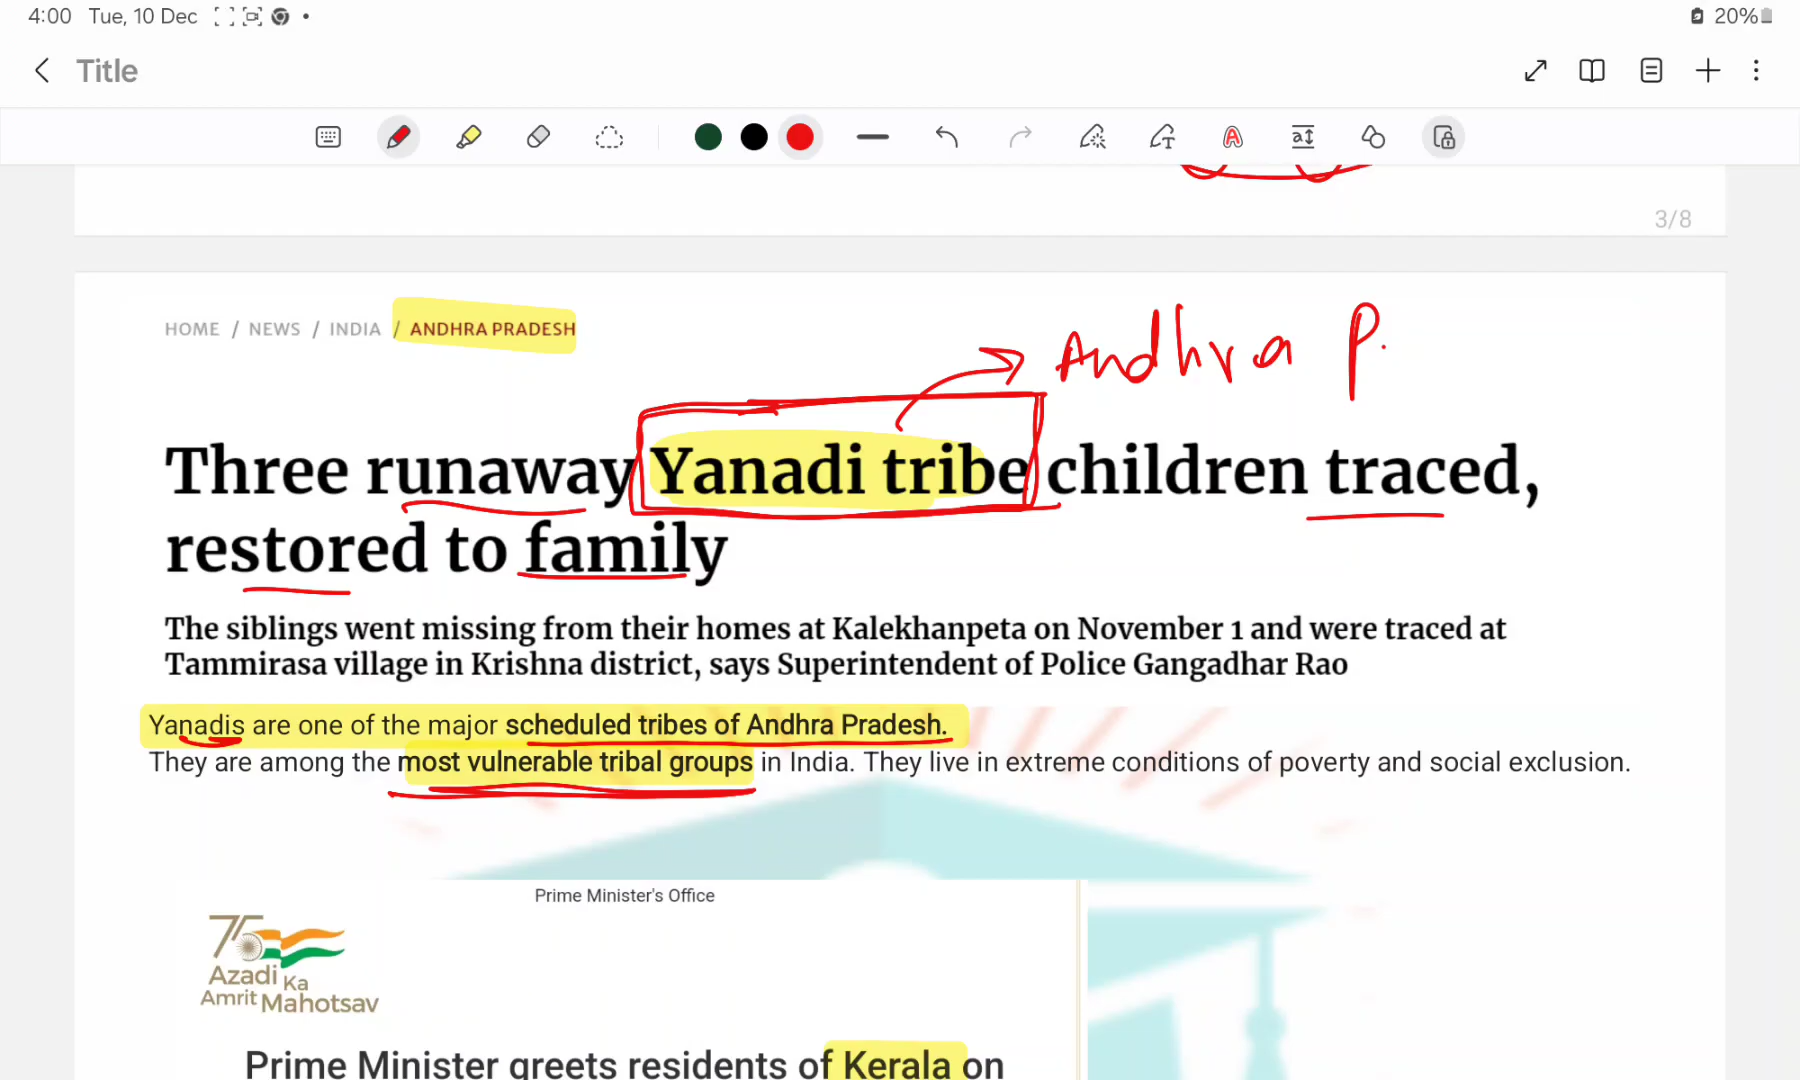 4:00 Tue, 10 Dec
20%
Title
3/8
HOME / NEWS / INDIA / ANDHRA PRADESH
Andhra P.
Three runaway Yanadi tribe children traced,
restored to family
The siblings went missing from their homes at Kalekhanpeta on November 1 and were traced at
Tammirasa village in Krishna district, says Superintendent of Police Gangadhar Rao
Yanadis are one of the major scheduled tribes of Andhra Pradesh.
They are among the most vulnerable tribal groups in India. They live in extreme conditions of poverty and social exclusion.
Prime Minister's Office
75
Azadi Ka
Amrit Mahotsav
Prime Minister greets residents of Kerala on